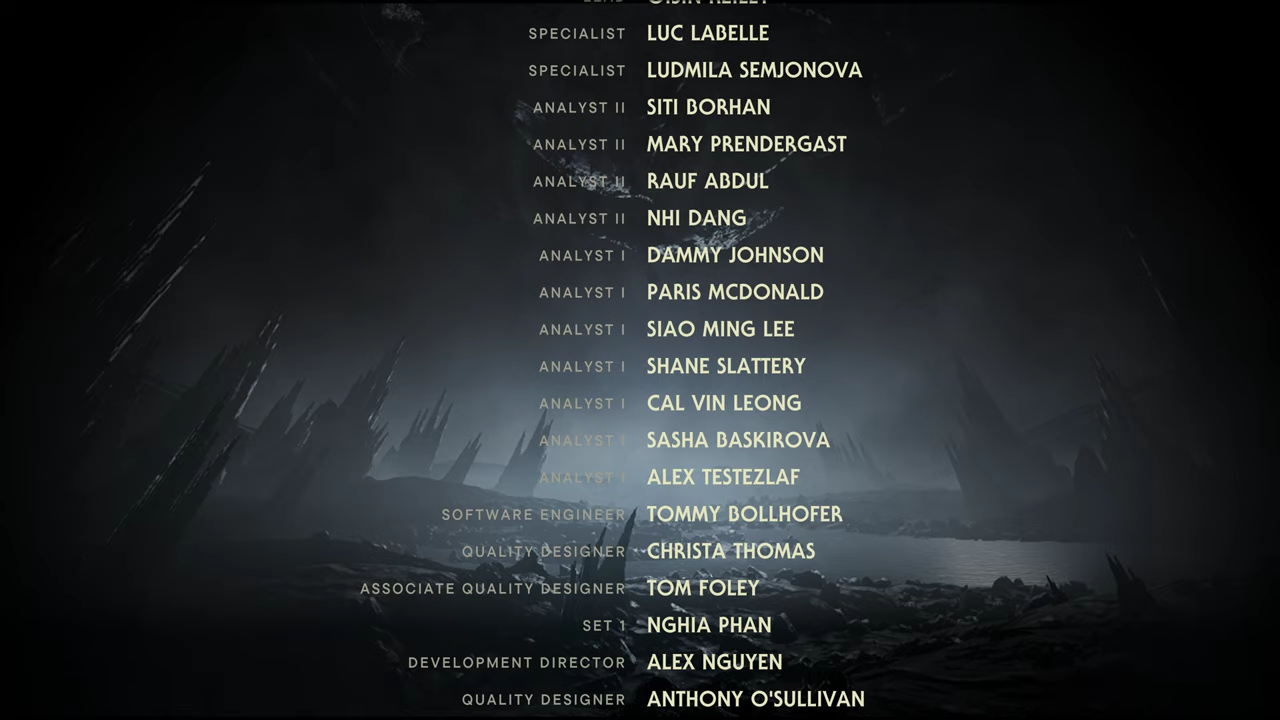 SPECIALIST LUC LABELLE
SPECIALIST LUDMILA SEMJONOVA
ANALYST II SITI BORHAN
ANALYST II MARY PRENDERGAST
ANALYST II RAUF ABDUL
ANALYST II NHI DANG
ANALYST I DAMMY JOHNSON
ANALYST I PARIS MCDONALD
ANALYST I SIAO MING LEE
ANALYST I SHANE SLATTERY
ANALYST I CAL VIN LEONG
ANALYST I SASHA BASKIROVA
ANALYST I ALEX TESTEZLAF
SOFTWARE ENGINEER TOMMY BOLLHOFER
QUALITY DESIGNER CHRISTA THOMAS
ASSOCIATE QUALITY DESIGNER TOM FOLEY
SET 1 NGHIA PHAN
DEVELOPMENT DIRECTOR ALEX NGUYEN
QUALITY DESIGNER ANTHONY O'SULLIVAN